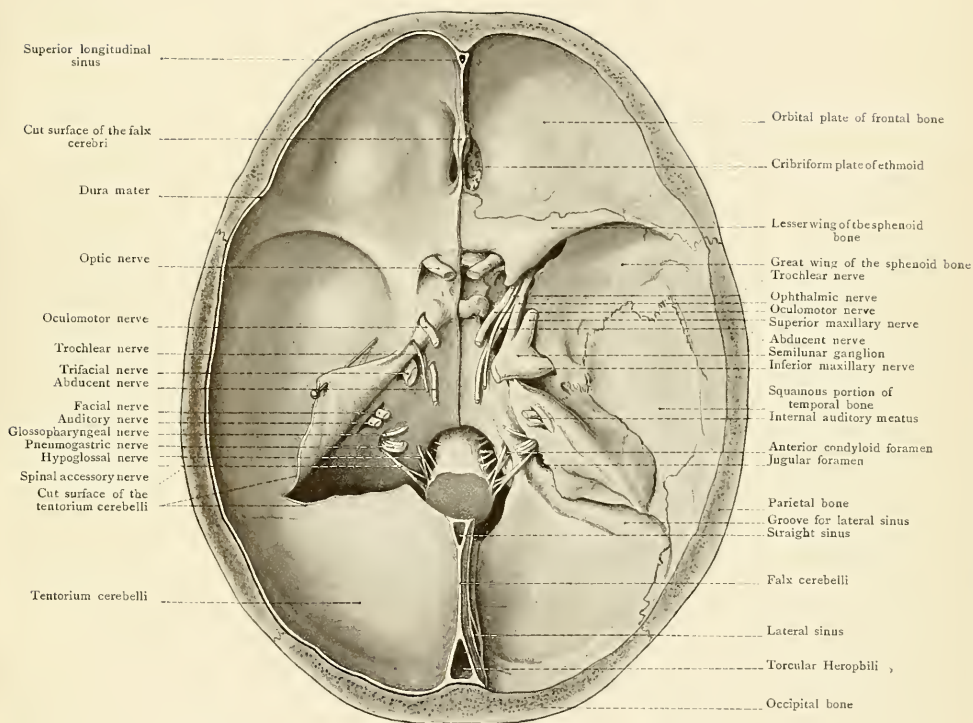 Superior longitudinal
sinus
Cut surface of the falx
cerebri
Dura mater
Optic nerve
Oculomotor nerve
Trochlear nerve
Trifacial nerve
Abducent nerve
Facial nerve
Auditory nerve
Glossopharyngeal nerve
Pneumogastric nerve
Hypoglossal nerve
Spinal accessory nerve
Cut surface of the
tentorium cerebelli
Tentorium cerebelli
Orbital plate of frontal bone
Cribriform plate of ethmoid
Lesser wing of the sphenoid
bone
Great wing of the sphenoid bone
Trochlear nerve
Ophthalmic nerve
Oculomotor nerve
Superior maxillary nerve
Abducent nerve
Semilunar ganglion
Inferior maxillary nerve
Squamous portion of
temporal bone
Internal auditory meatus
Anterior condyloid foramen
Jugular foramen
Parietal bone
Groove for lateral sinus
Straight sinus
Falx cerebelli
Lateral sinus
Torcular Herophili
Occipital bone